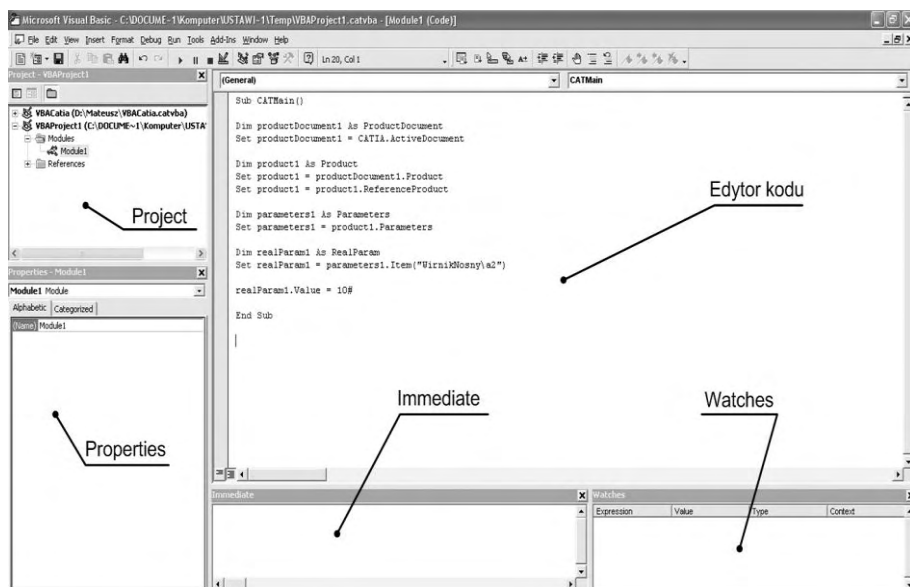 Microsoft Visual Basic - C:\DOCUME~1\Komputer\USTAWI~1\Temp\VBAProject1.catvba - [Module1 (Code)]
File Edit View Insert Format Debug Run Tools Add-Ins Window Help
Ln 20, Col 1
Project - VBAProject1
VBACatia (D:\Mateusz\VBACatia.catvba)
VBAProject1 (C:\DOCUME~1\Komputer\USTA
Modules
Module1
References
Project
Properties - Module1
Module1 Module
Alphabetic Categorized
(Name) Module1
Properties
(General) CATMain
Sub CATMain()
Dim productDocument1 As ProductDocument
Set productDocument1 = CATIA.ActiveDocument
Dim product1 As Product
Set product1 = productDocument1.Product
Set product1 = product1.ReferenceProduct
Dim parameters1 As Parameters
Set parameters1 = product1.Parameters
Dim realParam1 As RealParam
Set realParam1 = parameters1.Item("WirnikNosny\a2")
realParam1.Value = 10#
End Sub
Edytor kodu
Immediate
Watches
Immediate
Watches
Expression Value Type Context